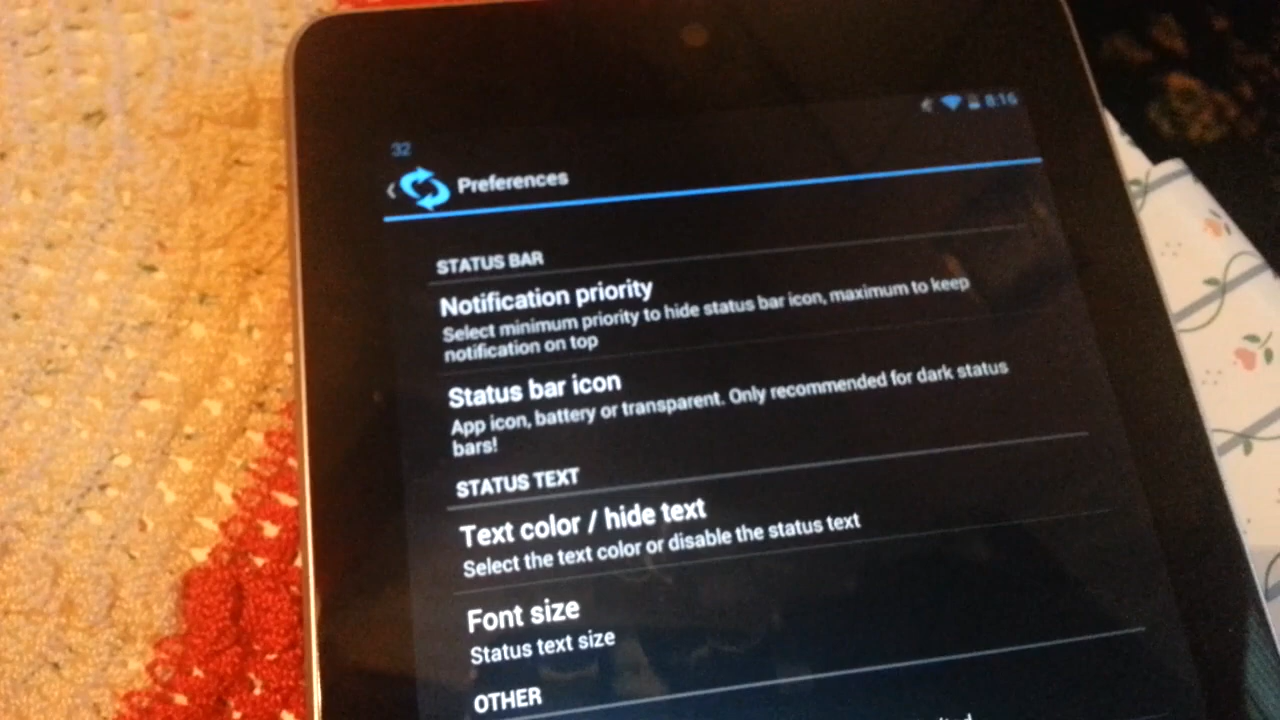 8:16
32
Preferences
STATUS BAR
Notification priority
Select minimum priority to hide status bar icon, maximum to keep
notification on top
Status bar icon
App icon, battery or transparent. Only recommended for dark status
bars!
STATUS TEXT
Text color / hide text
Select the text color or disable the status text
Font size
Status text size
OTHER